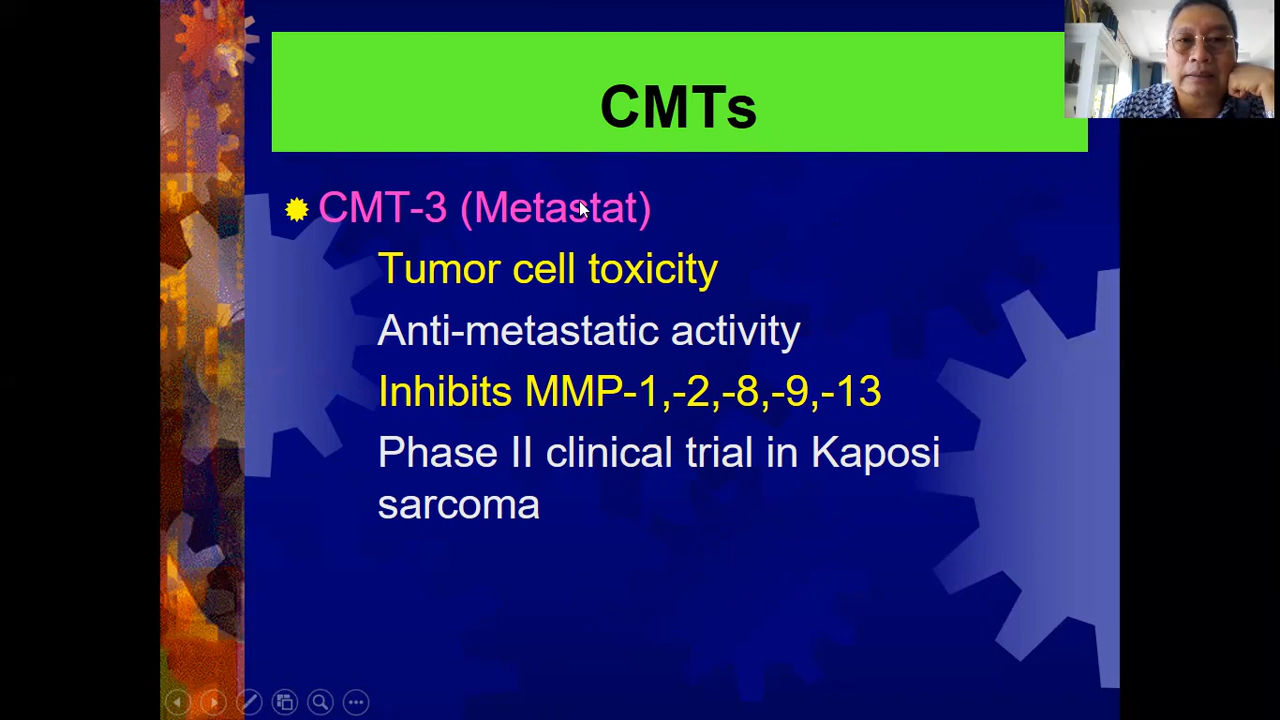 CMTs
CMT-3 (Metastat)
Tumor cell toxicity
Anti-metastatic activity
Inhibits MMP-1,-2,-8,-9,-13
Phase II clinical trial in Kaposi
sarcoma